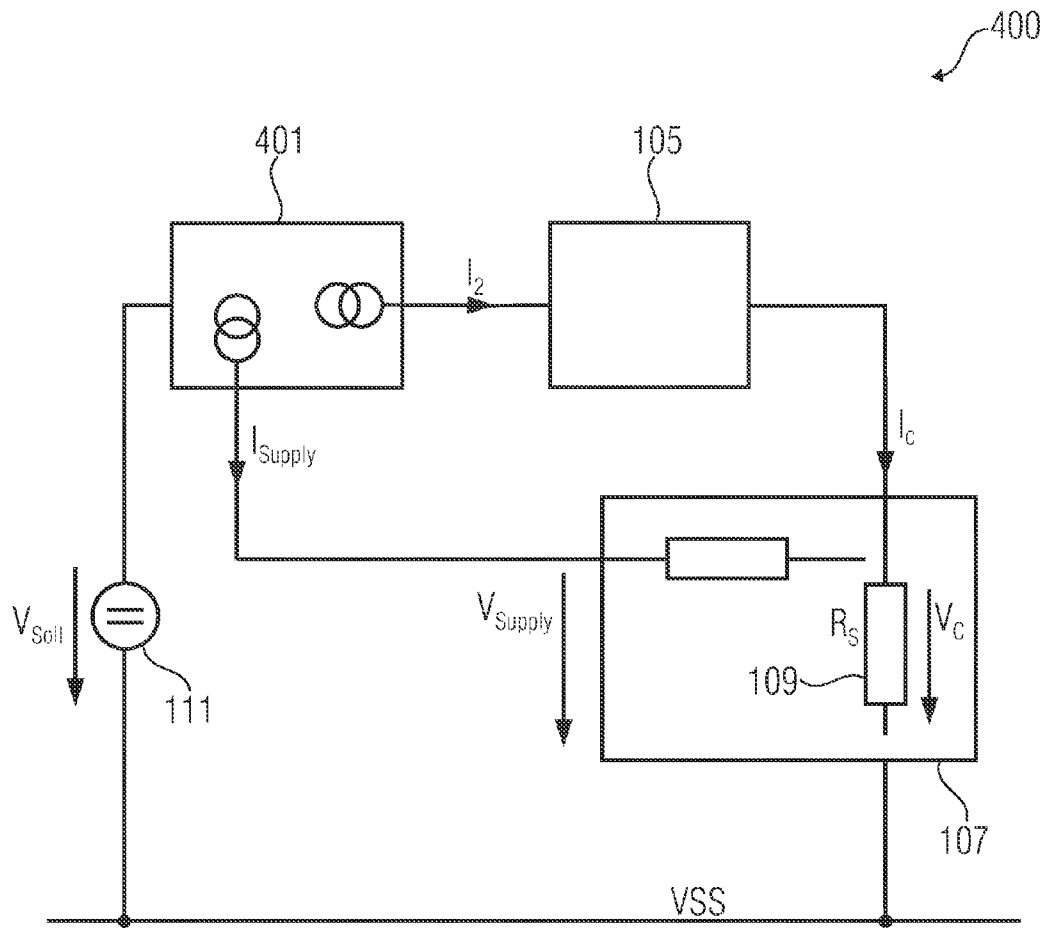 400
401
105
I2
IC
ISupply
VSoll
VSupply
RS
VC
109
111
107
VSS